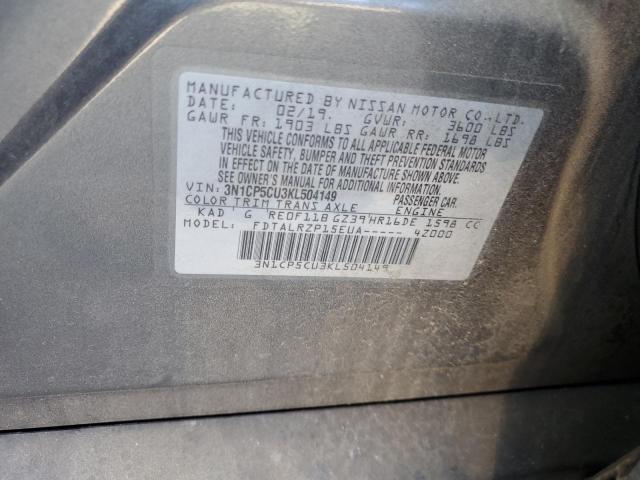 MANUFACTURED BY NISSAN MOTOR CO., LTD.
DATE: 02/19. GVWR: 3600 LBS
GAWR FR: 1903 LBS GAWR RR: 1698 LBS
THIS VEHICLE CONFORMS TO ALL APPLICABLE FEDERAL MOTOR
VEHICLE SAFETY, BUMPER AND THEFT PREVENTION STANDARDS
IN EFFECT ON THE DATE OF MANUFACTURE SHOWN ABOVE.
SEE OWNER'S MANUAL FOR ADDITIONAL INFORMATION.
VIN: 3N1CP5CU3KL504149 PASSENGER CAR
COLOR TRIM TRANS AXLE ENGINE
KAD G RE0F11B GZ39 HR16DE 1598 CC
MODEL: FDTALRZP15EUA----- 42000
3N1CP5CU3KL504149